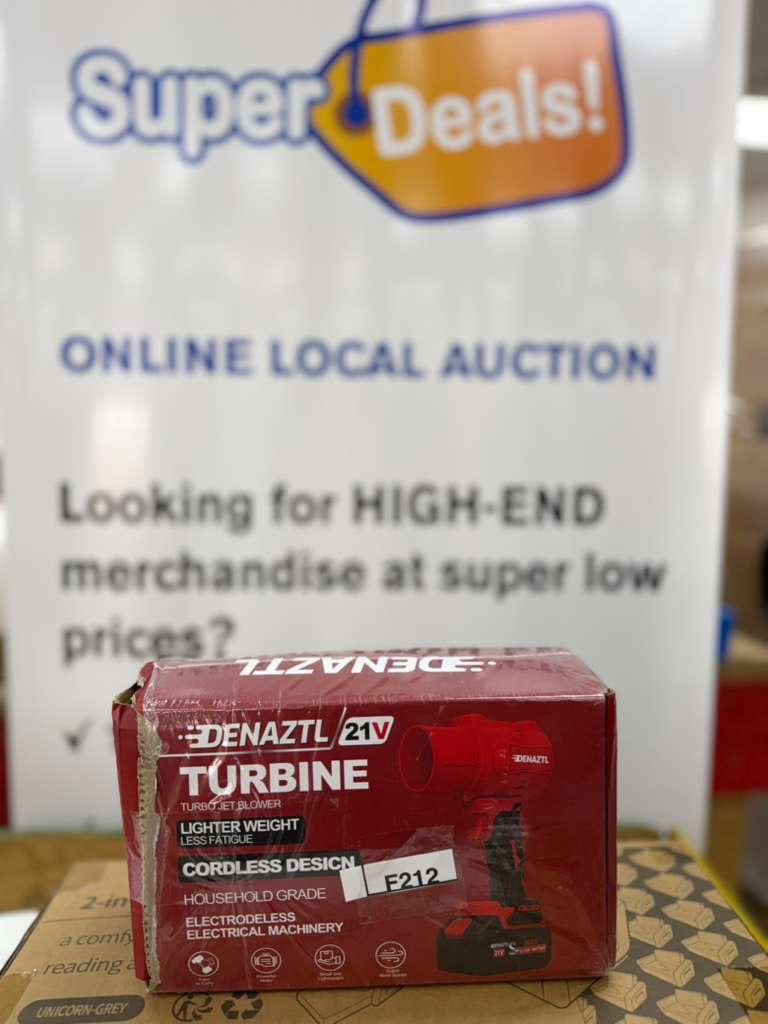 Super Deals!
ONLINE LOCAL AUCTION
Looking for HIGH-END
merchandise at super low
prices?
DENAZTL
DENAZTL 21V
TURBINE
TURBO JET BLOWER
LIGHTER WEIGHT
LESS FATIGUE
CORDLESS DESIGN
HOUSEHOLD GRADE
ELECTRODELESS
ELECTRICAL MACHINERY
F212
DENAZTL
21V
2-in
a comfy
reading a
UNICORN-GREY